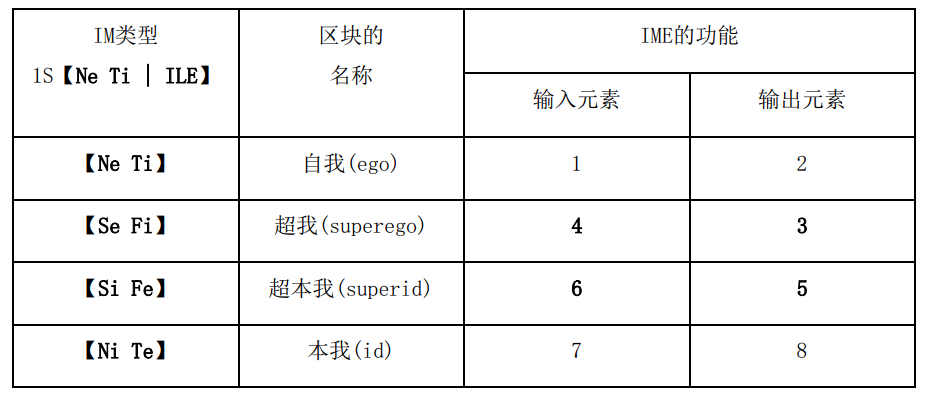 IM类型
1S【Ne Ti | ILE】
区块的
名称
IME的功能
输入元素
输出元素
【Ne Ti】 自我(ego) 1 2
【Se Fi】 超我(superego) 4 3
【Si Fe】 超本我(superid) 6 5
【Ni Te】 本我(id) 7 8